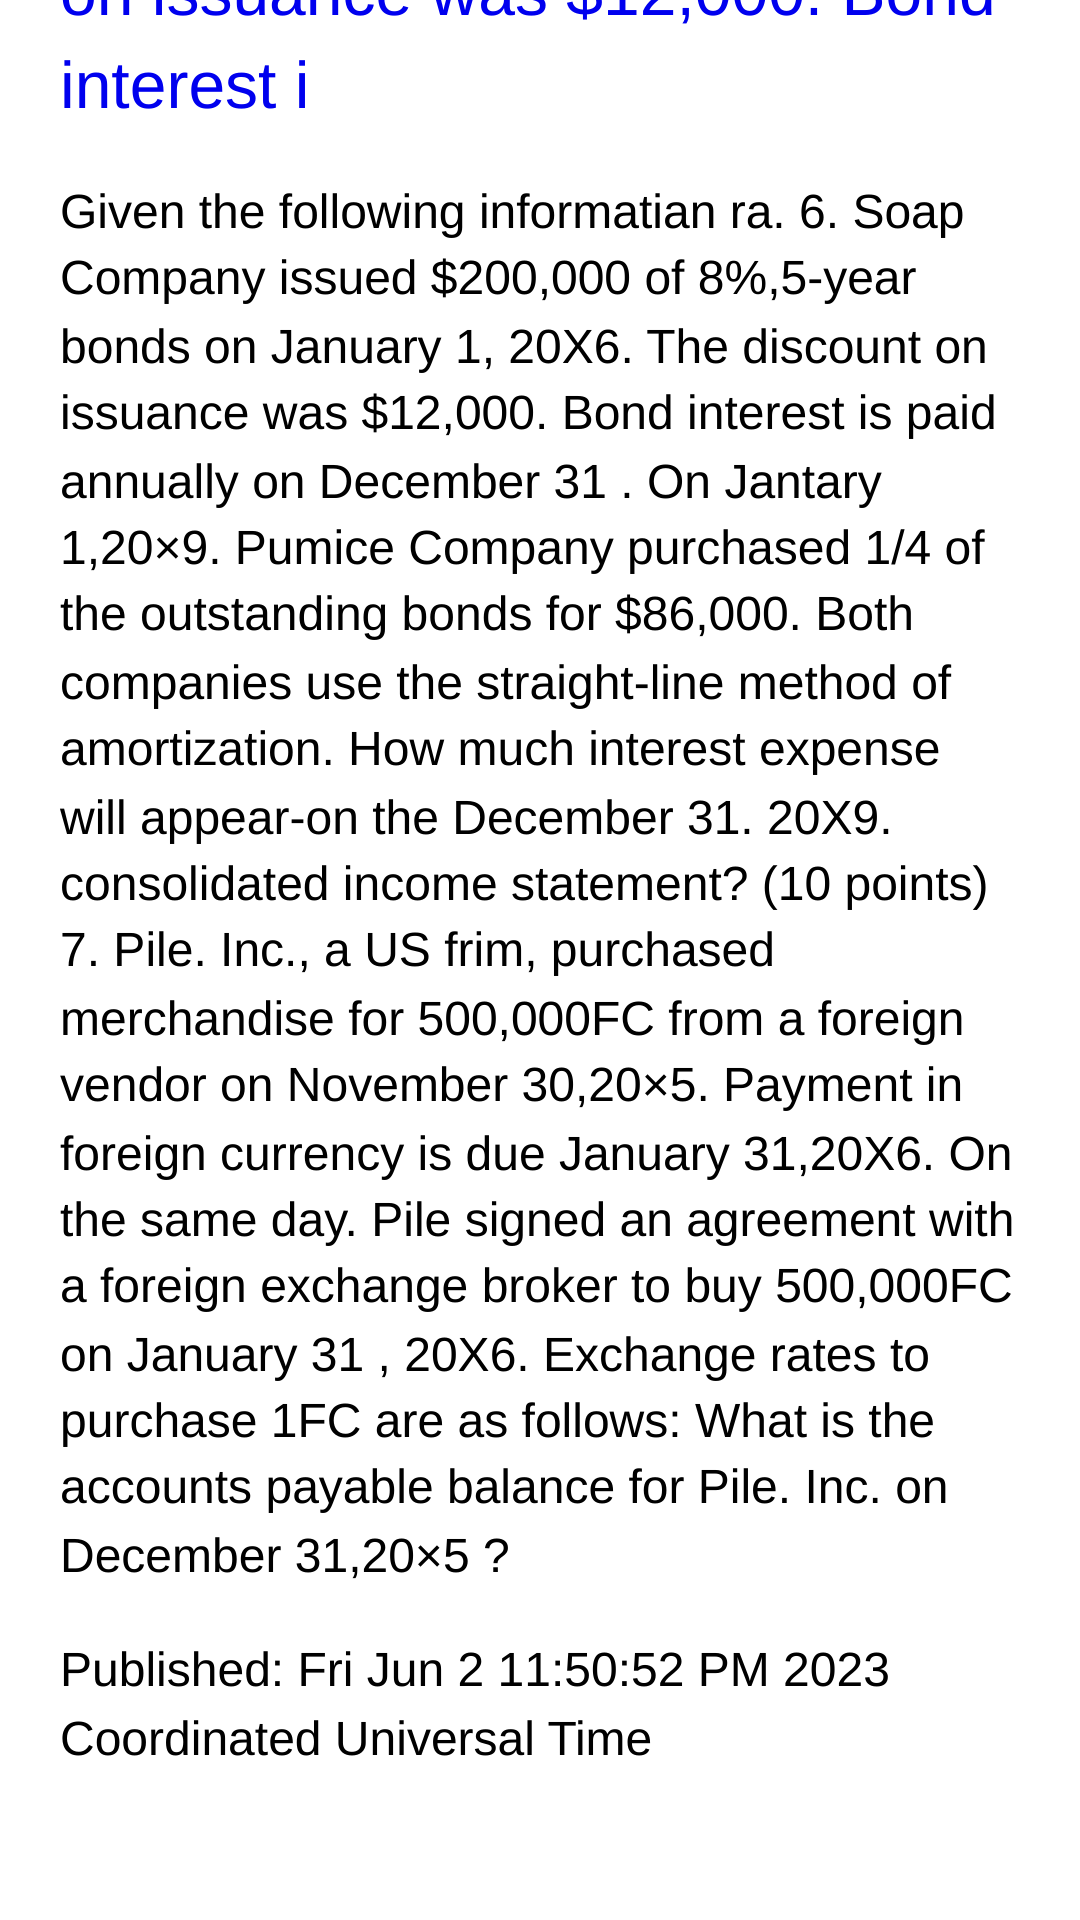 on issuance was $12,000. Bond
interest i
Given the following informatian ra. 6. Soap
Company issued $200,000 of 8%,5-year
bonds on January 1, 20X6. The discount on
issuance was $12,000. Bond interest is paid
annually on December 31 . On Jantary
1,20×9. Pumice Company purchased 1/4 of
the outstanding bonds for $86,000. Both
companies use the straight-line method of
amortization. How much interest expense
will appear-on the December 31. 20X9.
consolidated income statement? (10 points)
7. Pile. Inc., a US frim, purchased
merchandise for 500,000FC from a foreign
vendor on November 30,20×5. Payment in
foreign currency is due January 31,20X6. On
the same day. Pile signed an agreement with
a foreign exchange broker to buy 500,000FC
on January 31 , 20X6. Exchange rates to
purchase 1FC are as follows: What is the
accounts payable balance for Pile. Inc. on
December 31,20×5 ?
Published: Fri Jun 2 11:50:52 PM 2023
Coordinated Universal Time